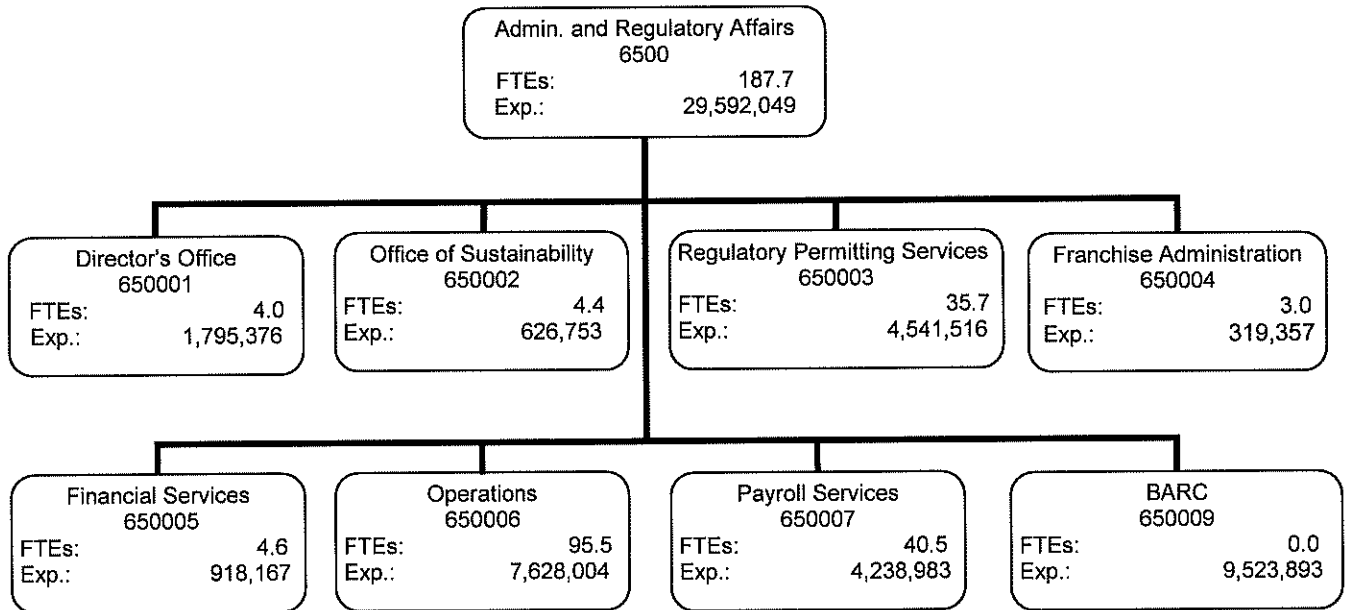 Admin. and Regulatory Affairs
6500
FTEs: 187.7
Exp.: 29,592,049
Director's Office
650001
FTEs: 4.0
Exp.: 1,795,376
Office of Sustainability
650002
FTEs: 4.4
Exp.: 626,753
Regulatory Permitting Services
650003
FTEs: 35.7
Exp.: 4,541,516
Franchise Administration
650004
FTEs: 3.0
Exp.: 319,357
Financial Services
650005
FTEs: 4.6
Exp.: 918,167
Operations
650006
FTEs: 95.5
Exp.: 7,628,004
Payroll Services
650007
FTEs: 40.5
Exp.: 4,238,983
BARC
650009
FTEs: 0.0
Exp.: 9,523,893